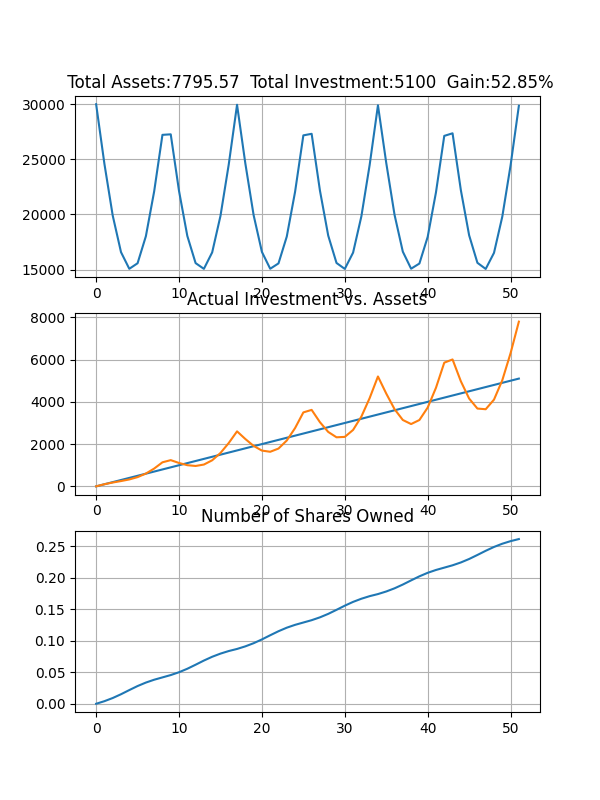 Total Assets:7795.57  Total Investment:5100  Gain:52.85%
30000
25000
20000
15000
0 10 20 30 40 50
Actual Investment vs. Assets
8000
6000
4000
2000
0
0 10 20 30 40 50
Number of Shares Owned
0.25
0.20
0.15
0.10
0.05
0.00
0 10 20 30 40 50